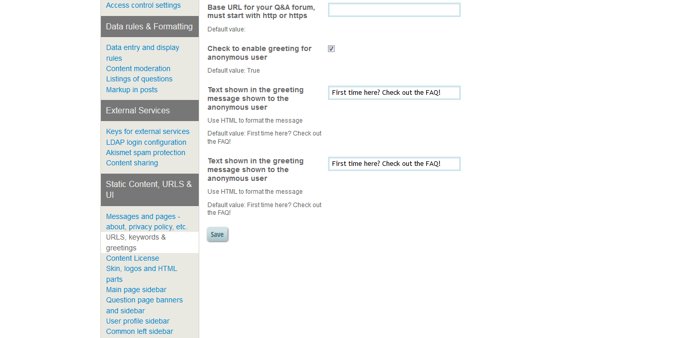 Access control settings
Data rules & Formatting
Data entry and display
rules
Content moderation
Listings of questions
Markup in posts
External Services
Keys for external services
LDAP login configuration
Akismet spam protection
Content sharing
Static Content, URLS &
UI
Messages and pages -
about, privacy policy, etc.
URLS, keywords &
greetings
Content License
Skin, logos and HTML
parts
Main page sidebar
Question page banners
and sidebar
User profile sidebar
Common left sidebar
Base URL for your Q&A forum,
must start with http or https
Default value:
Check to enable greeting for
anonymous user
Default value: True
Text shown in the greeting
message shown to the
anonymous user
First time here? Check out the FAQ!
Use HTML to format the message
Default value: First time here? Check out
the FAQ!
Text shown in the greeting
message shown to the
anonymous user
First time here? Check out the FAQ!
Use HTML to format the message
Default value: First time here? Check out
the FAQ!
Save